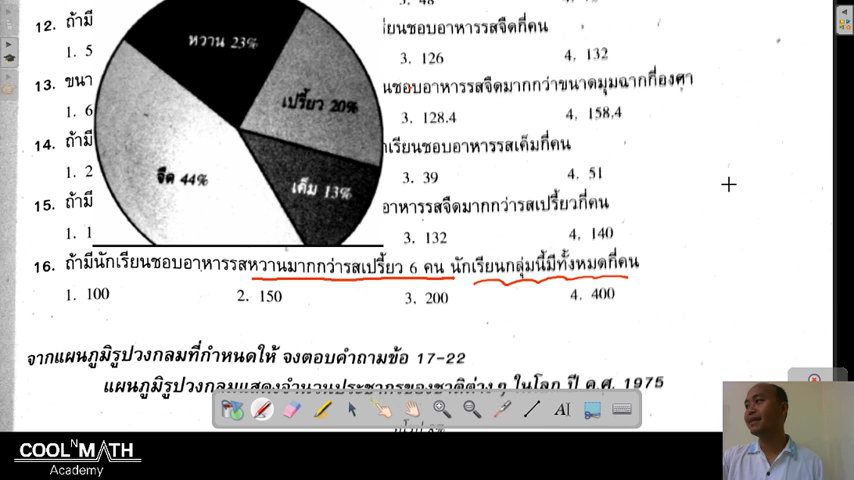 3. 48
12. ถ้ามี
เรียนชอบอาหารรสจืดกี่คน
1. 5
3. 126
4. 132
13. ขนา
นชอบอาหารรสจืดมากกว่าขนาดมุมฉากกี่องศา
1. 6
3. 128.4
4. 158.4
14. ถ้ามี
เรียนชอบอาหารรสเค็มกี่คน
1. 2
3. 39
4. 51
15. ถ้ามี
อาหารรสจืดมากกว่ารสเปรี้ยวกี่คน
1. 1
3. 132
4. 140
หวาน 23%
เปรี้ยว 20%
จืด 44%
เค็ม 13%
16. ถ้ามีนักเรียนชอบอาหารรสหวานมากกว่ารสเปรี้ยว 6 คน นักเรียนกลุ่มนี้มีทั้งหมดกี่คน
1. 100 2. 150 3. 200 4. 400
จากแผนภูมิรูปวงกลมที่กำหนดให้ จงตอบคำถามข้อ 17-22
แผนภูมิรูปวงกลมแสดงจำนวนประชากรของชาติต่างๆ ในโลก ปี ค.ศ. 1975
AI
COOL N MATH
Academy